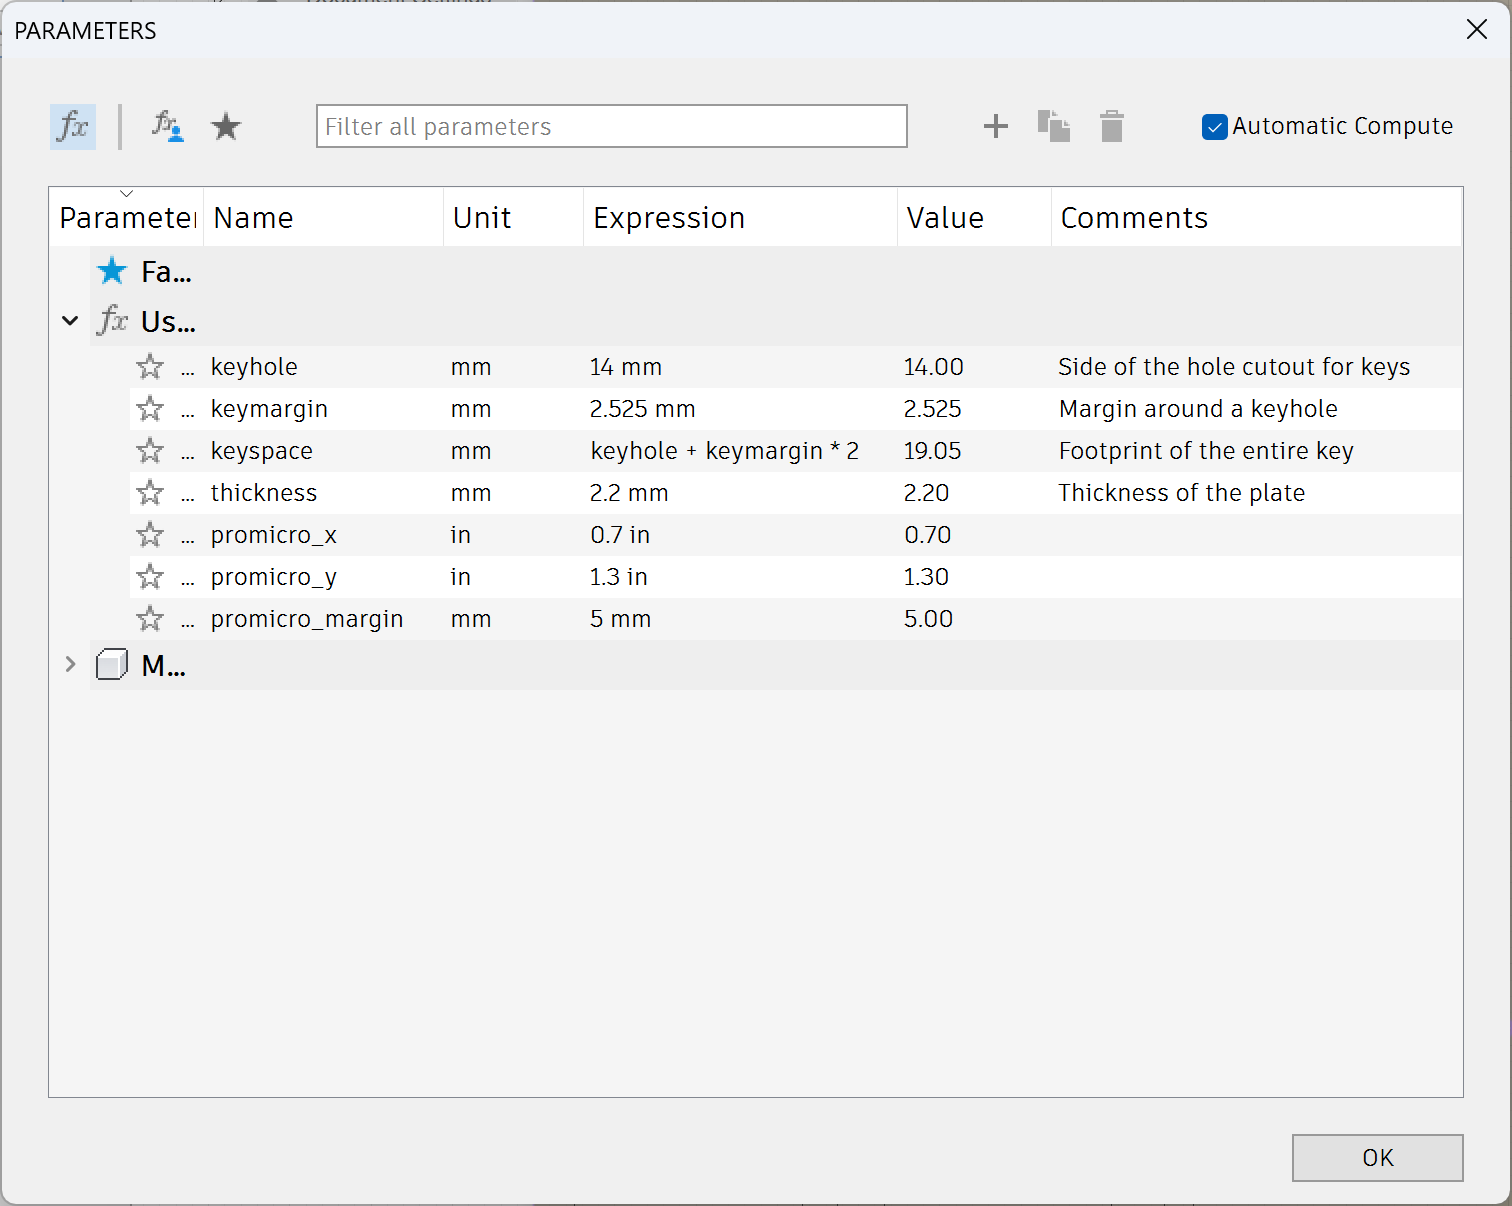 PARAMETERS
fx fx Filter all parameters Automatic Compute
Parameter Name Unit Expression Value Comments
Fa...
fx Us...
... keyhole mm 14 mm 14.00 Side of the hole cutout for keys
... keymargin mm 2.525 mm 2.525 Margin around a keyhole
... keyspace mm keyhole + keymargin * 2 19.05 Footprint of the entire key
... thickness mm 2.2 mm 2.20 Thickness of the plate
... promicro_x in 0.7 in 0.70
... promicro_y in 1.3 in 1.30
... promicro_margin mm 5 mm 5.00
M...
OK